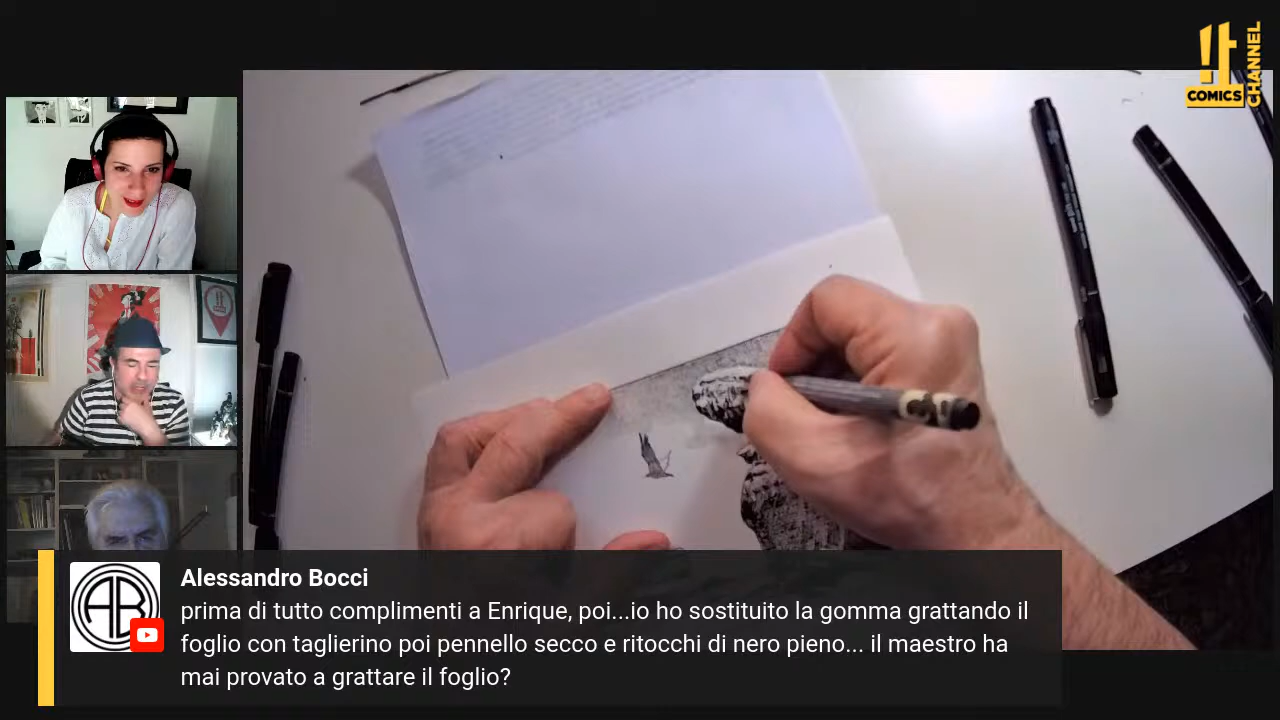 !t
COMICS
CHANNEL
Alessandro Bocci
prima di tutto complimenti a Enrique, poi...io ho sostituito la gomma grattando il
foglio con taglierino poi pennello secco e ritocchi di nero pieno... il maestro ha
mai provato a grattare il foglio?